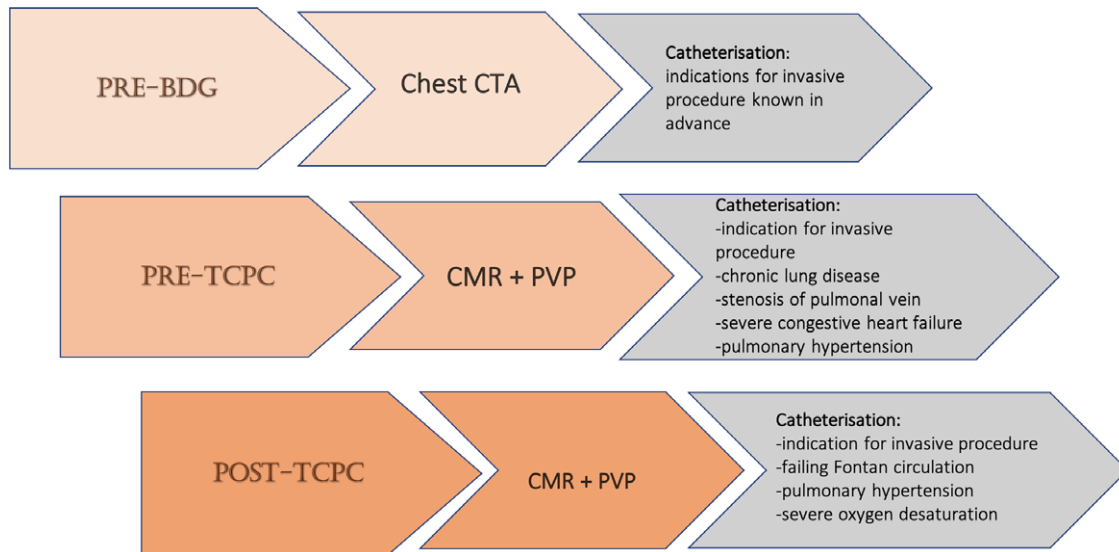 PRE-BDG
Chest CTA
Catheterisation:
indications for invasive
procedure known in
advance
PRE-TCPC
CMR + PVP
Catheterisation:
-indication for invasive
procedure
-chronic lung disease
-stenosis of pulmonal vein
-severe congestive heart failure
-pulmonary hypertension
POST-TCPC
CMR + PVP
Catheterisation:
-indication for invasive procedure
-failing Fontan circulation
-pulmonary hypertension
-severe oxygen desaturation